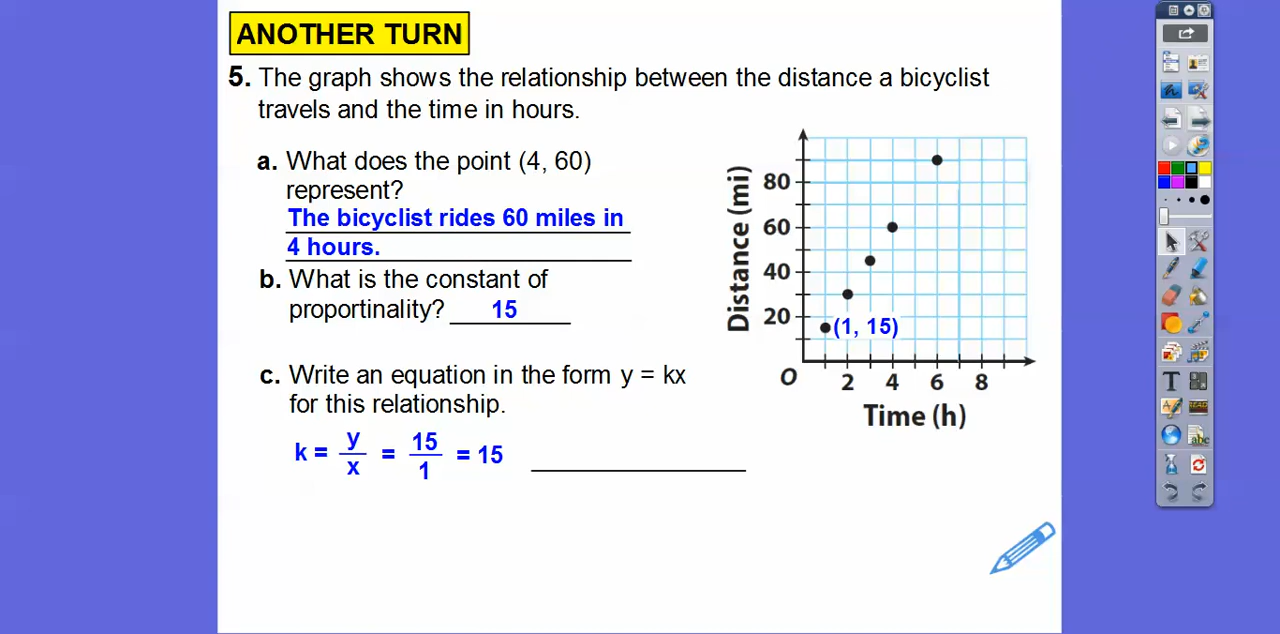 ANOTHER TURN
5. The graph shows the relationship between the distance a bicyclist
travels and the time in hours.
a. What does the point (4, 60)
represent?
The bicyclist rides 60 miles in
4 hours.
b. What is the constant of
proportinality? 15
c. Write an equation in the form y = kx
for this relationship.
k = y/x = 15/1 = 15
Distance (mi)
80
60
40
20
(1, 15)
O 2 4 6 8
Time (h)